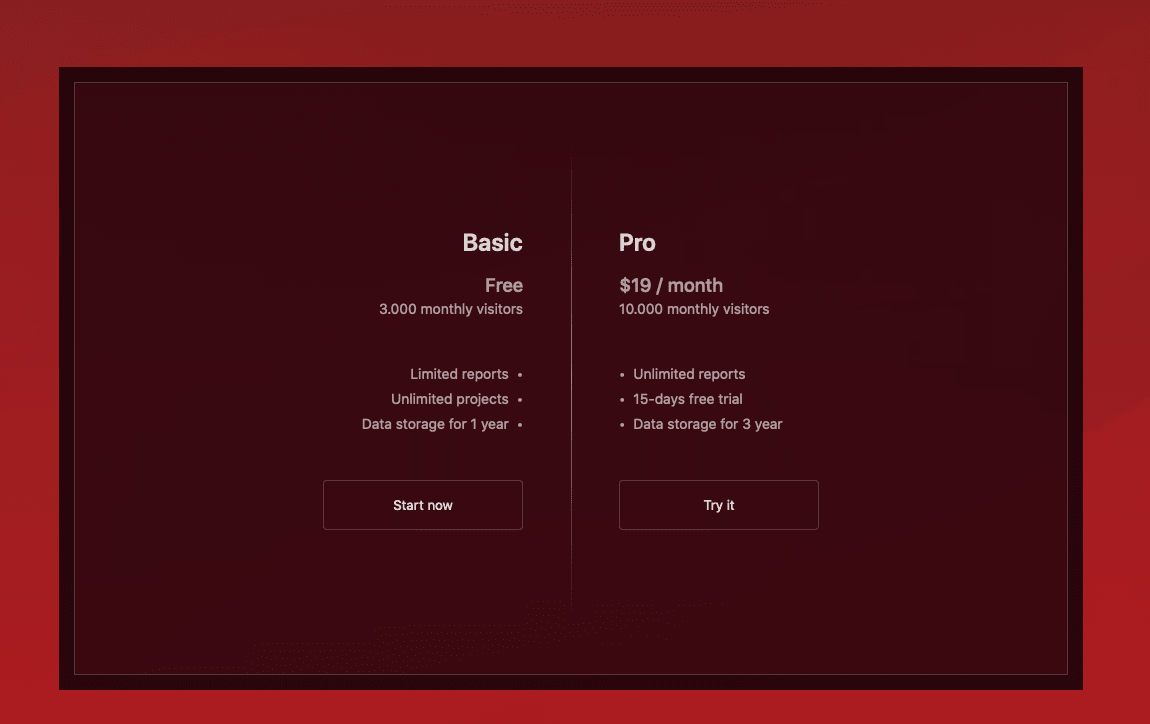 Basic
Free
3.000 monthly visitors
Limited reports •
Unlimited projects •
Data storage for 1 year •
Start now
Pro
$19 / month
10.000 monthly visitors
• Unlimited reports
• 15-days free trial
• Data storage for 3 year
Try it